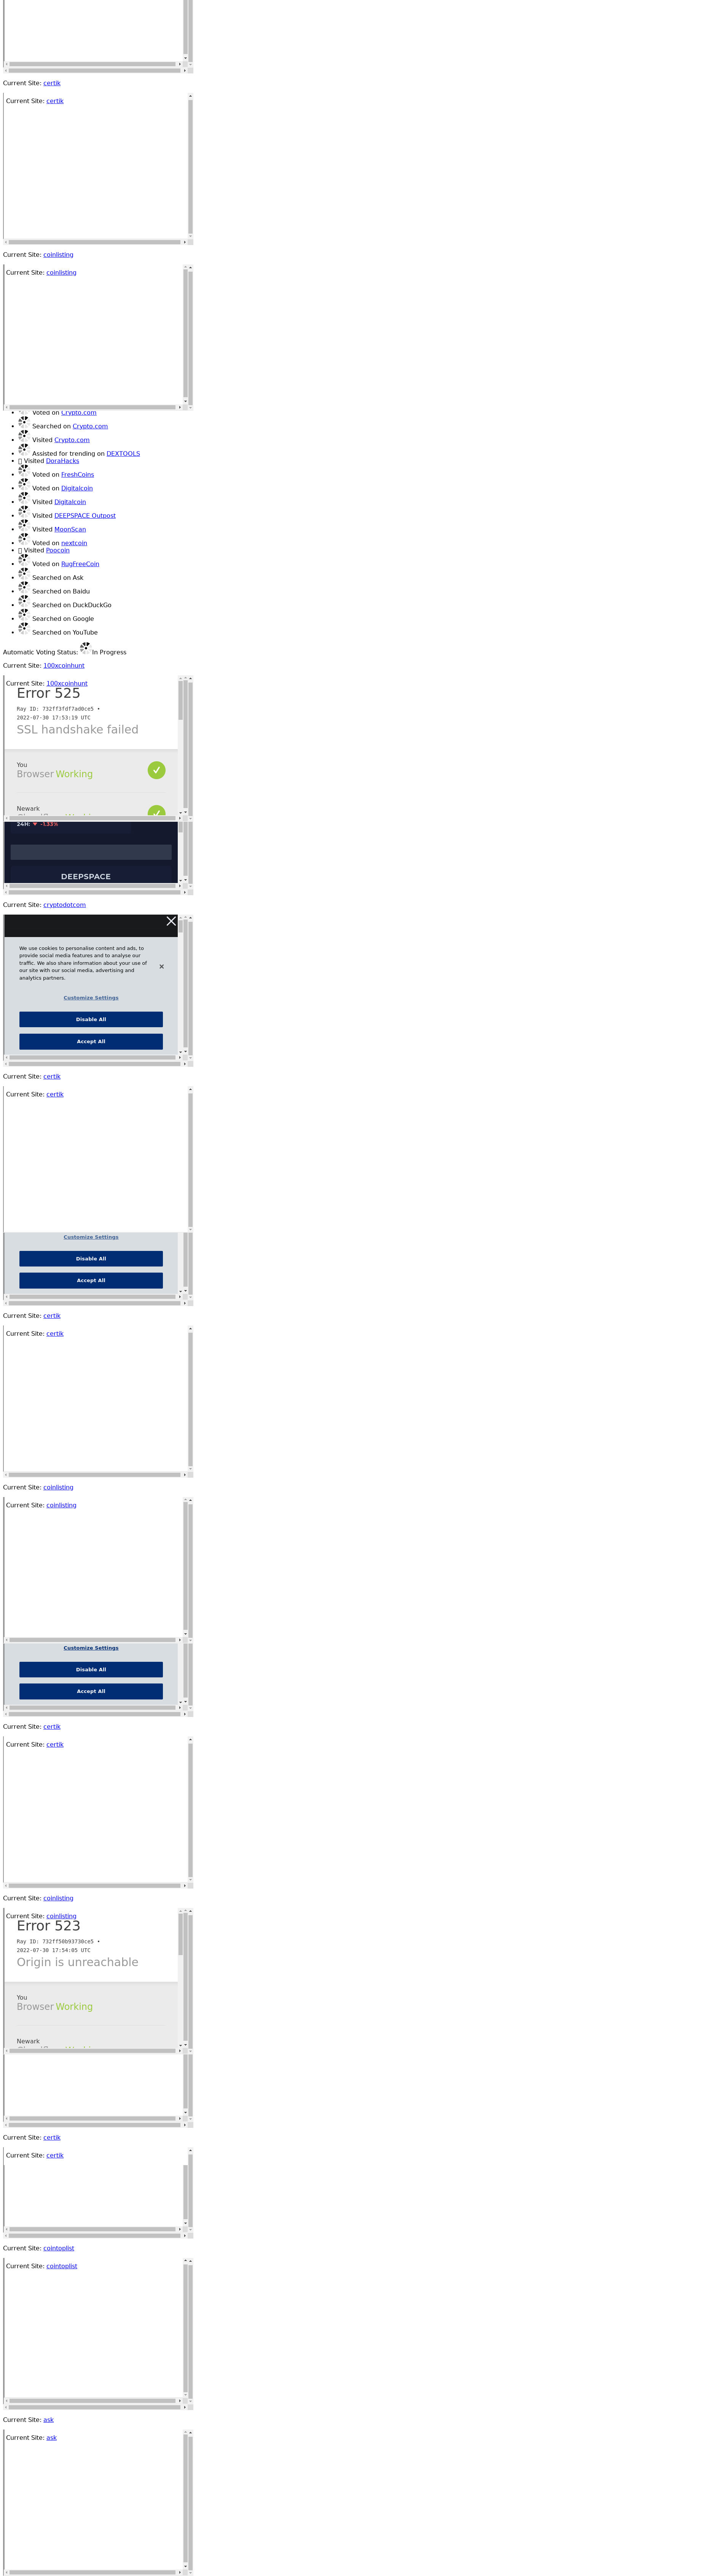 Current Site: certik
Current Site: certik
Current Site: coinlisting
Current Site: coinlisting
Voted on Crypto.com
Searched on Crypto.com
Visited Crypto.com
Assisted for trending on DEXTOOLS
Visited DoraHacks
Voted on FreshCoins
Voted on Digitalcoin
Visited Digitalcoin
Visited DEEPSPACE Outpost
Visited MoonScan
Voted on nextcoin
Visited Poocoin
Voted on RugFreeCoin
Searched on Ask
Searched on Baidu
Searched on DuckDuckGo
Searched on Google
Searched on YouTube
Automatic Voting Status: In Progress
Current Site: 100xcoinhunt
Current Site: 100xcoinhunt
Error 525
Ray ID: 732ff3fdf7ad0ce5 •
2022-07-30 17:53:19 UTC
SSL handshake failed
You
Browser Working
Newark
24H: -1.33%
DEEPSPACE
Current Site: cryptodotcom
We use cookies to personalise content and ads, to
provide social media features and to analyse our
traffic. We also share information about your use of
our site with our social media, advertising and
analytics partners.
Customize Settings
Disable All
Accept All
Current Site: certik
Current Site: certik
Customize Settings
Disable All
Accept All
Current Site: certik
Current Site: certik
Current Site: coinlisting
Current Site: coinlisting
Customize Settings
Disable All
Accept All
Current Site: certik
Current Site: certik
Current Site: coinlisting
Current Site: coinlisting
Error 523
Ray ID: 732ff50b93730ce5 •
2022-07-30 17:54:05 UTC
Origin is unreachable
You
Browser Working
Newark
Current Site: certik
Current Site: certik
Current Site: cointoplist
Current Site: cointoplist
Current Site: ask
Current Site: ask